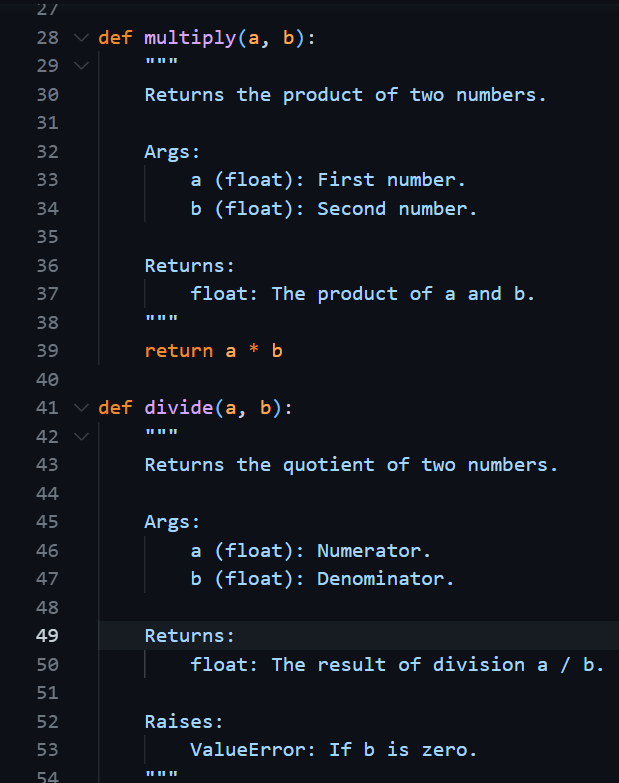 27
28 def multiply(a, b):
29 """
30 Returns the product of two numbers.
31
32 Args:
33 a (float): First number.
34 b (float): Second number.
35
36 Returns:
37 float: The product of a and b.
38 """
39 return a * b
40
41 def divide(a, b):
42 """
43 Returns the quotient of two numbers.
44
45 Args:
46 a (float): Numerator.
47 b (float): Denominator.
48
49 Returns:
50 float: The result of division a / b.
51
52 Raises:
53 ValueError: If b is zero.
54 """